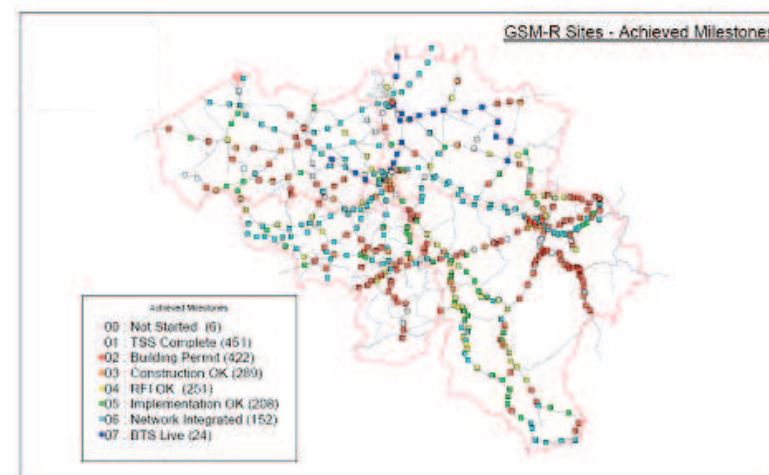 GSM-R Sites - Achieved Milestones
Achieved Milestones
00 : Not Started (6)
01 : TSS Complete (451)
02 : Building Permit (422)
03 : Construction OK (289)
04 : RFI OK (251)
05 : Implementation OK (208)
06 : Network Integrated (152)
07 : BTS Live (24)